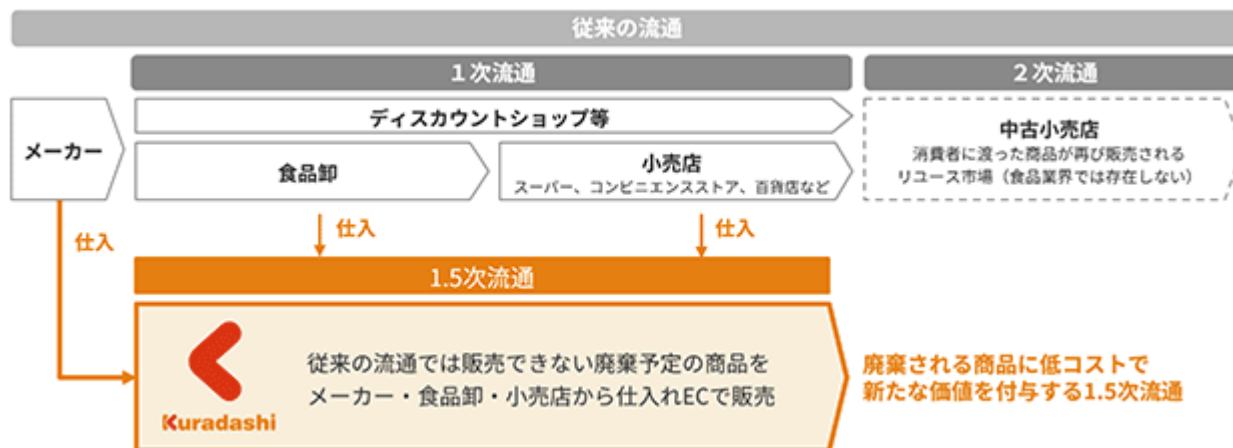 従来の流通
1次流通
2次流通
メーカー
ディスカウントショップ等
食品卸
小売店
スーパー、コンビニエンスストア、百貨店など
中古小売店
消費者に渡った商品が再び販売される
リユース市場（食品業界では存在しない）
仕入
仕入
仕入
1.5次流通
Kuradashi
従来の流通では販売できない廃棄予定の商品を
メーカー・食品卸・小売店から仕入れECで販売
廃棄される商品に低コストで
新たな価値を付与する1.5次流通